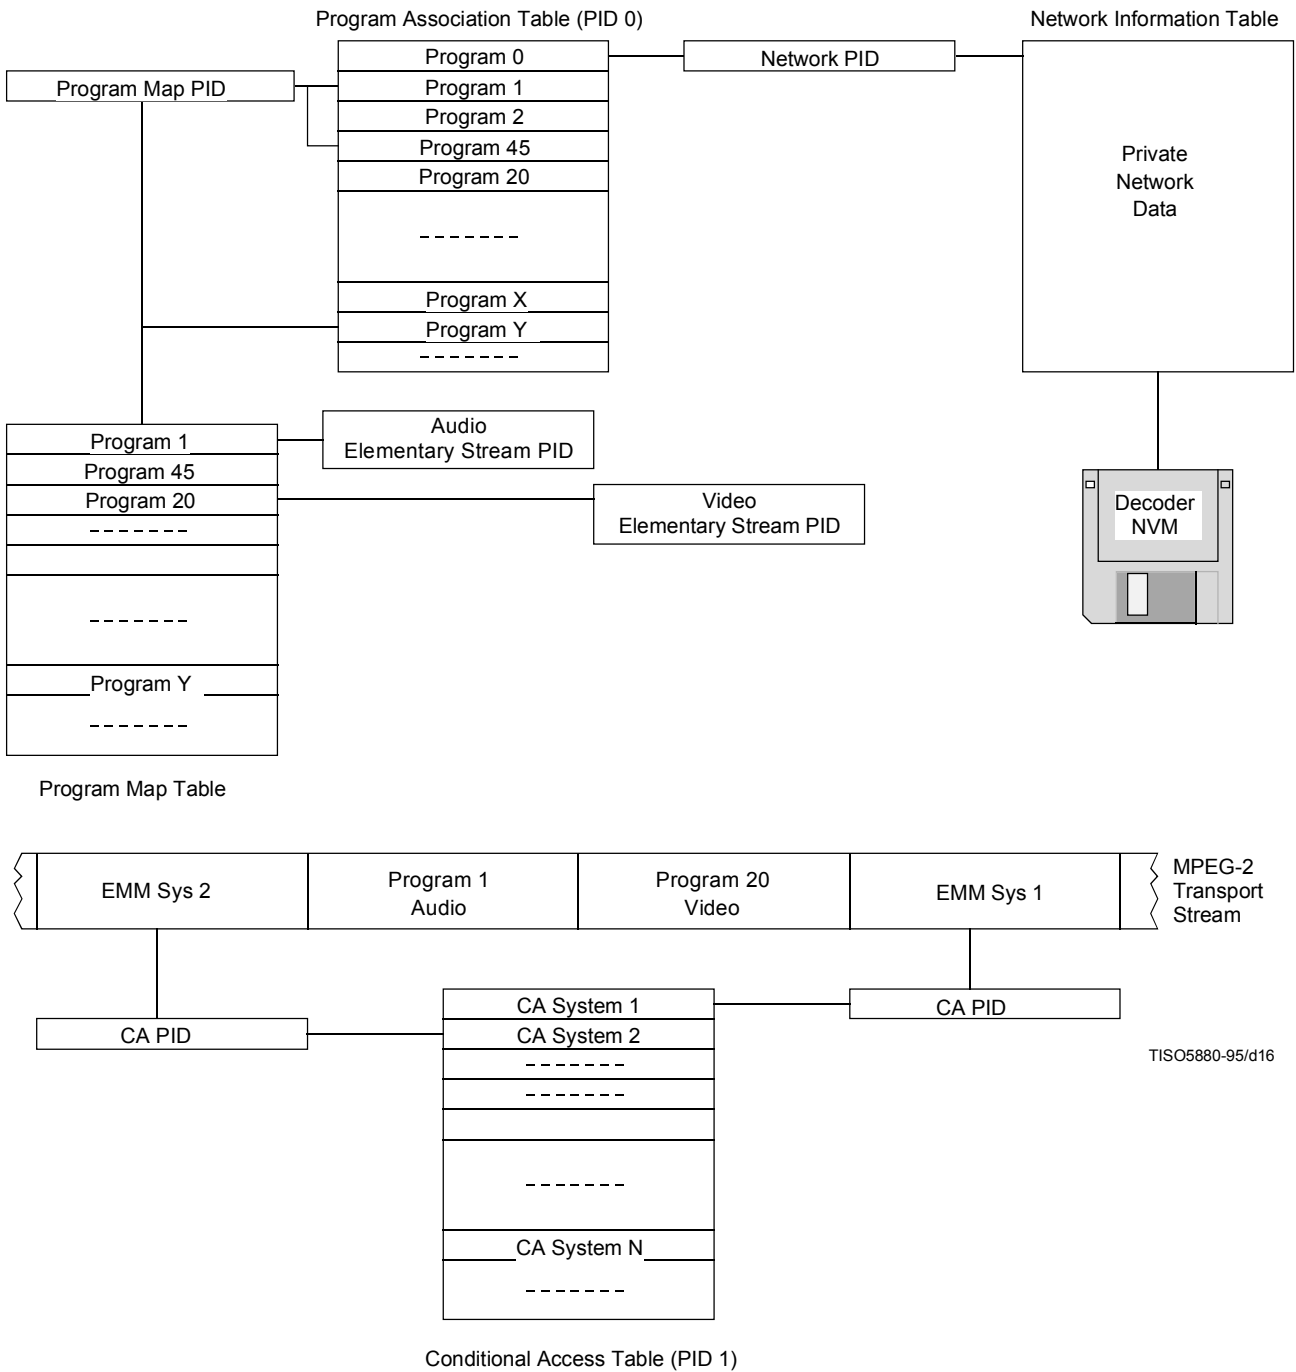 Program Association Table (PID 0)
Network Information Table
Program 0
Network PID
Program Map PID
Program 1
Program 2
Program 45
Program 20
-------
Program X
Program Y
-------
Private
Network
Data
Program 1
Audio
Elementary Stream PID
Program 45
Program 20
Video
Elementary Stream PID
-------
-------
Program Y
-------
Decoder
NVM
Program Map Table
EMM Sys 2
Program 1
Audio
Program 20
Video
EMM Sys 1
MPEG-2
Transport
Stream
CA System 1
CA PID
CA PID
CA System 2
-------
-------
-------
CA System N
-------
TISO5880-95/d16
Conditional Access Table (PID 1)